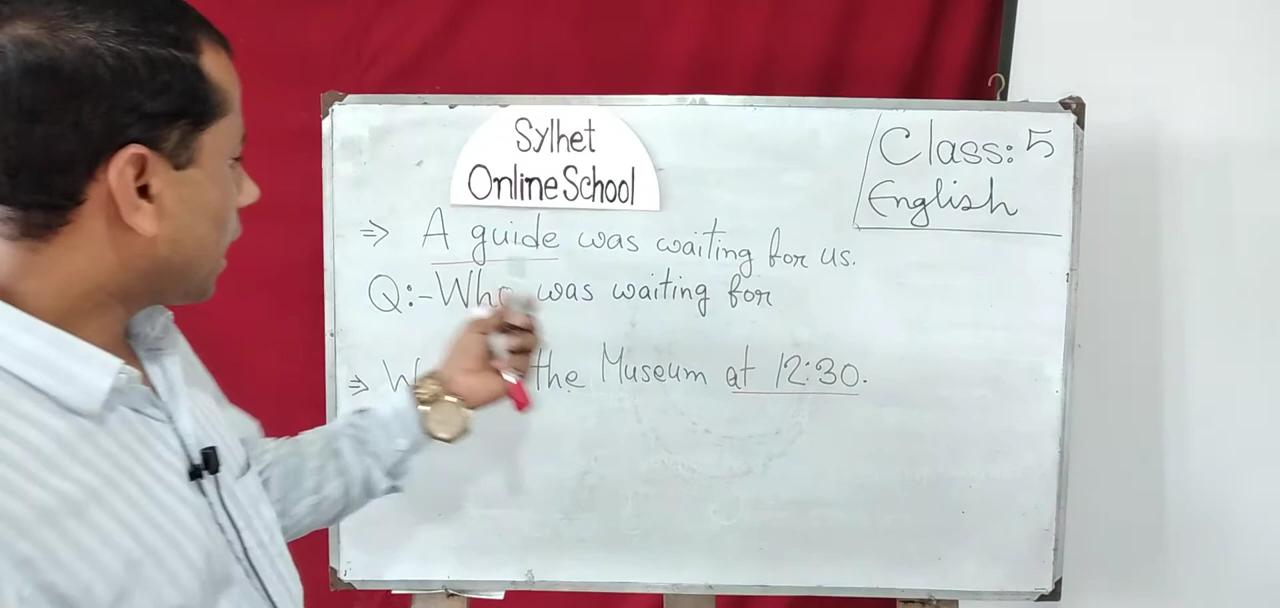 Sylhet
Online School
Class: 5
English
⇒ A guide was waiting for us.
Q:- Who was waiting for
⇒ the Museum at 12:30.